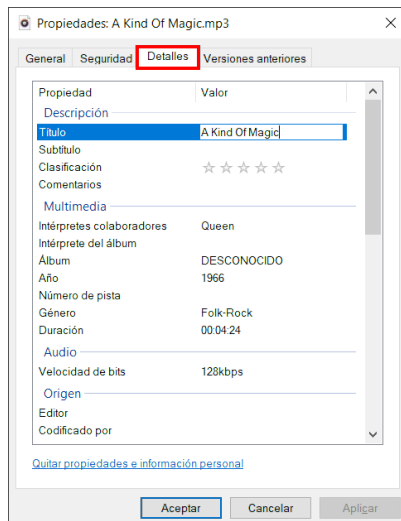 Propiedades: A Kind Of Magic.mp3
General Seguridad Detalles Versiones anteriores
Propiedad Valor
Descripción
Título A Kind Of Magic
Subtítulo
Clasificación
Comentarios
Multimedia
Intérpretes colaboradores Queen
Intérprete del álbum
Álbum DESCONOCIDO
Año 1966
Número de pista
Género Folk-Rock
Duración 00:04:24
Audio
Velocidad de bits 128kbps
Origen
Editor
Codificado por
Quitar propiedades e información personal
Aceptar Cancelar Aplicar